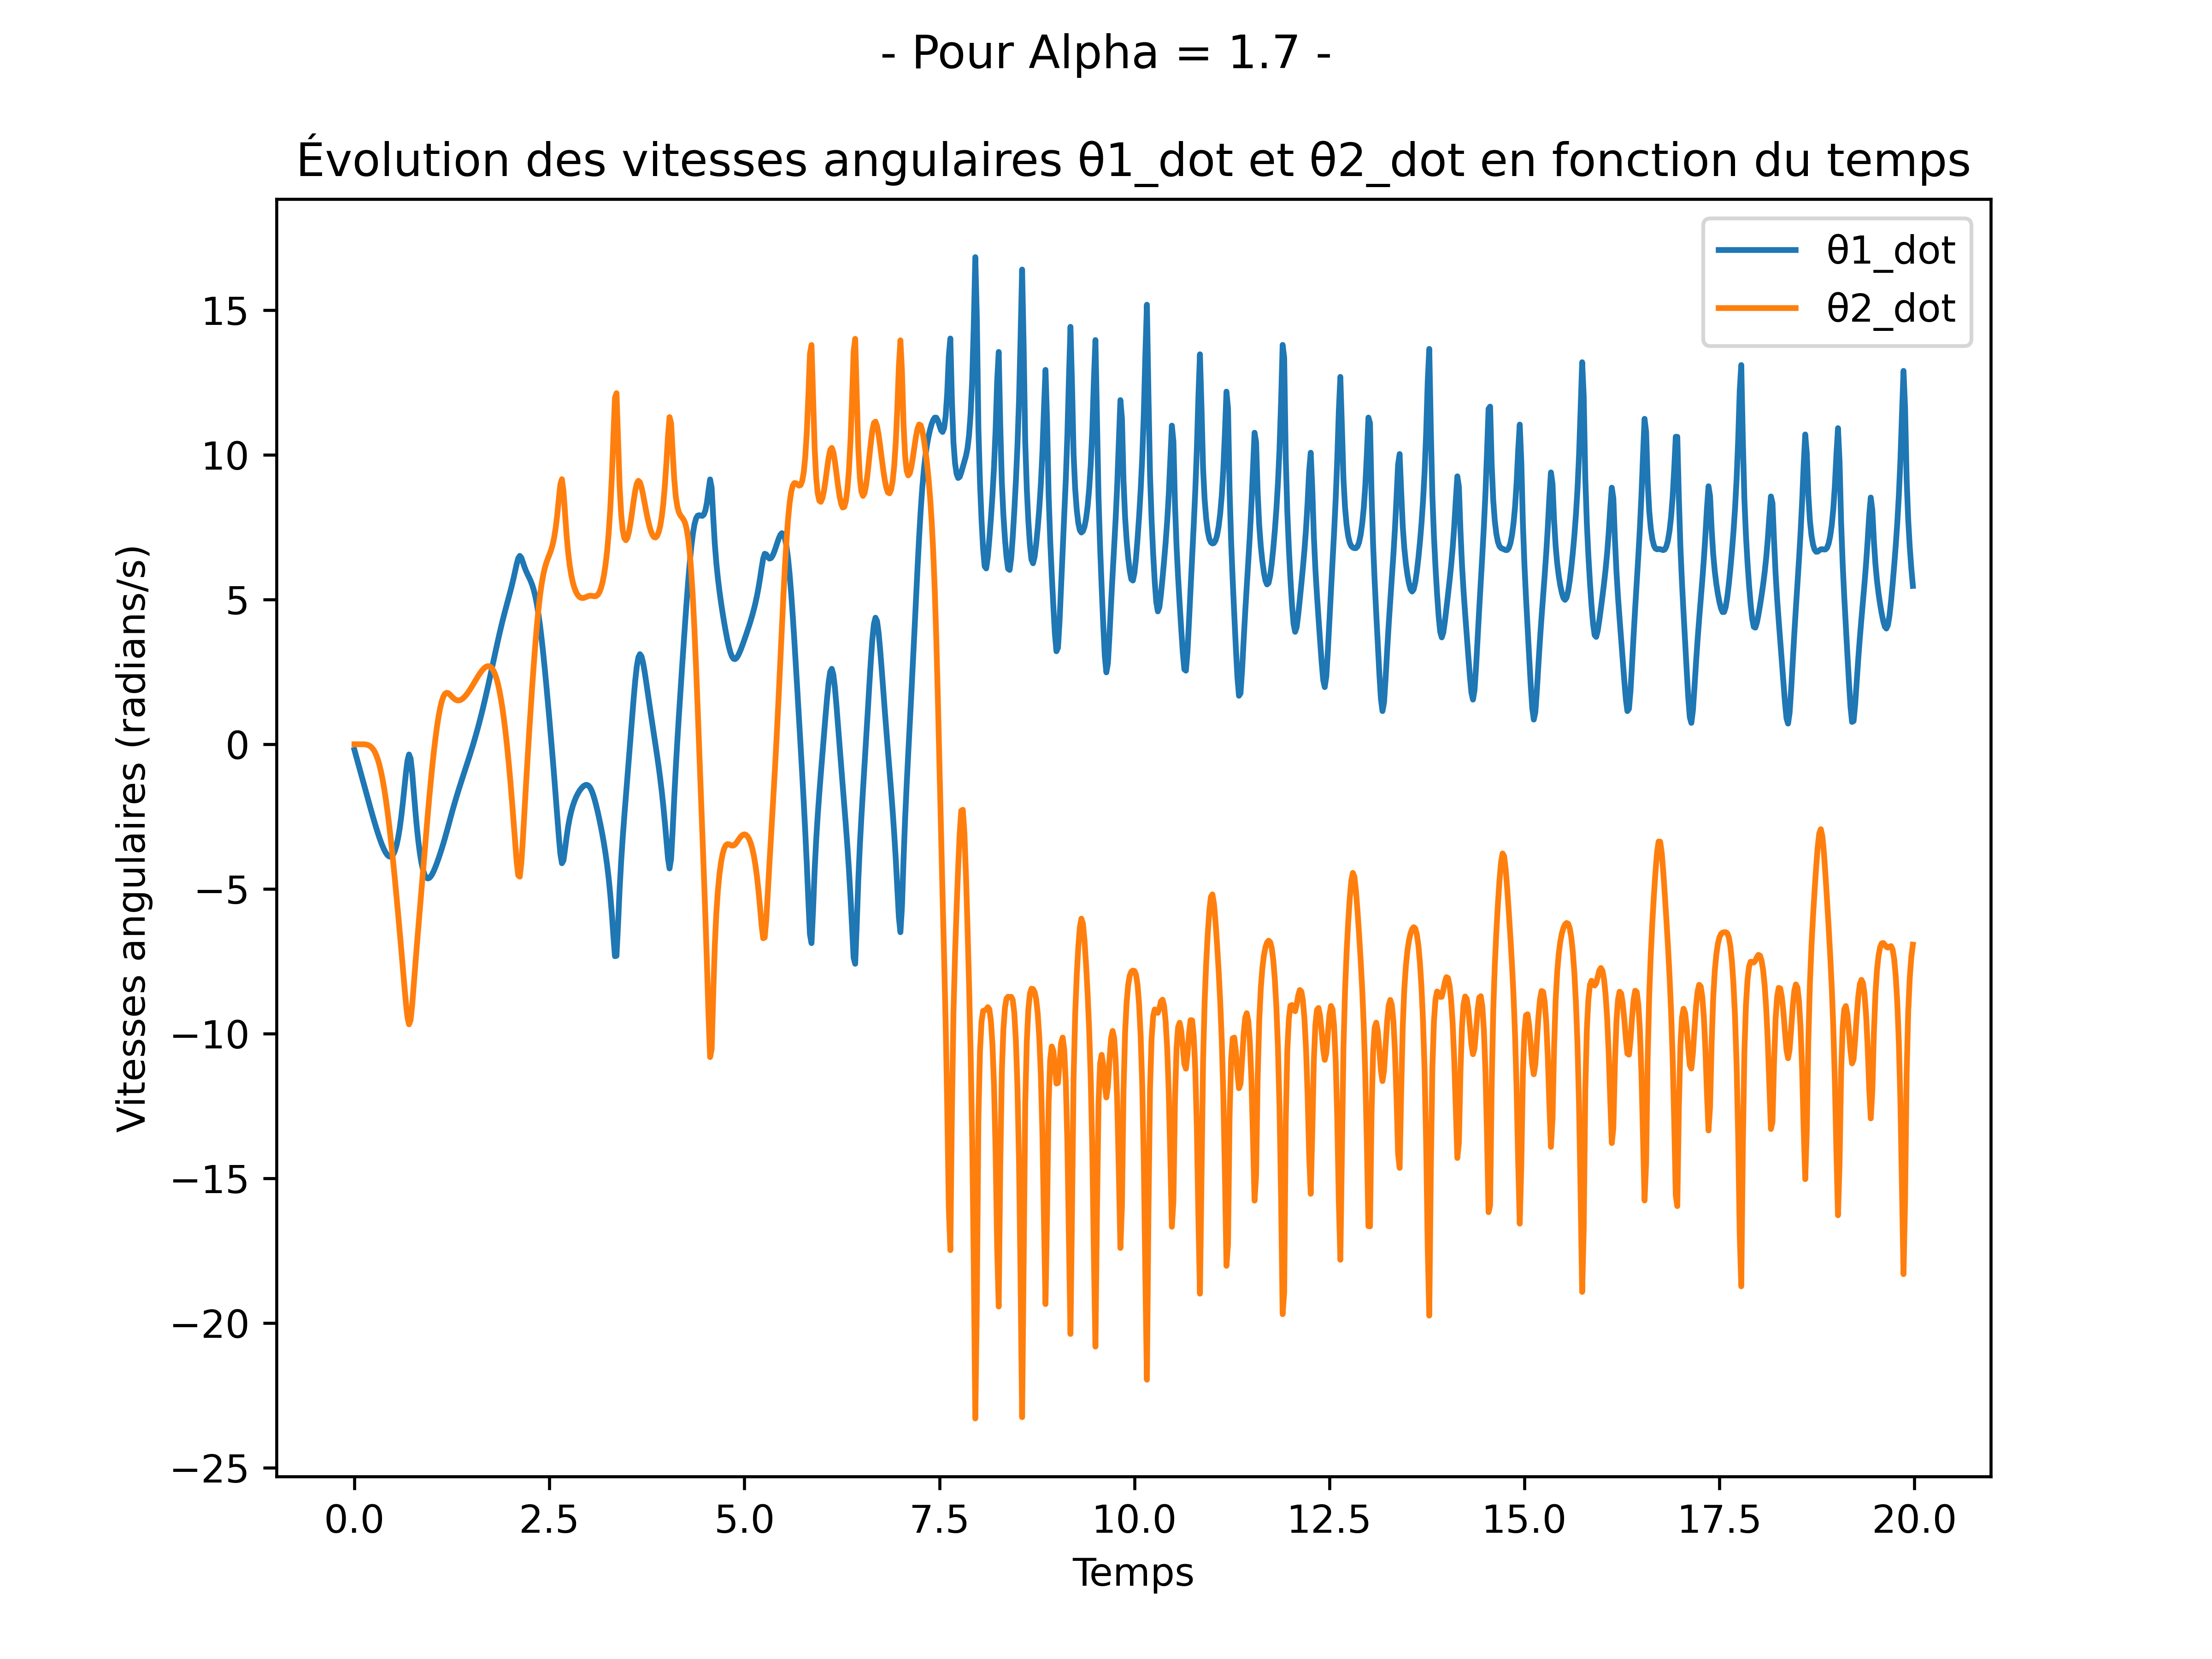 - Pour Alpha = 1.7 -
Évolution des vitesses angulaires θ1_dot et θ2_dot en fonction du temps
θ1_dot
θ2_dot
Vitesses angulaires (radians/s)
15
10
5
0
−5
−10
−15
−20
−25
0.0 2.5 5.0 7.5 10.0 12.5 15.0 17.5 20.0
Temps